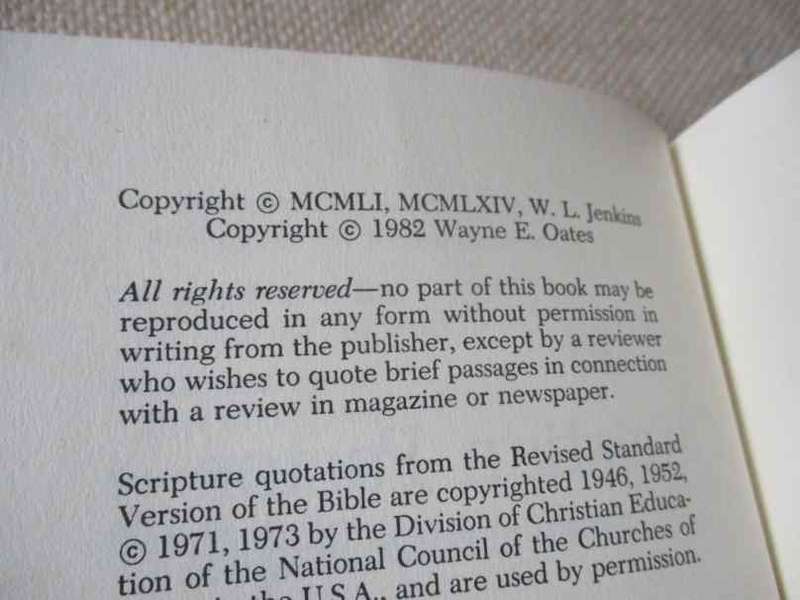 Copyright © MCMLI, MCMLXIV, W. L. Jenkins
Copyright © 1982 Wayne E. Oates
All rights reserved—no part of this book may be
reproduced in any form without permission in
writing from the publisher, except by a reviewer
who wishes to quote brief passages in connection
with a review in magazine or newspaper.
Scripture quotations from the Revised Standard
Version of the Bible are copyrighted 1946, 1952,
© 1971, 1973 by the Division of Christian Educa-
tion of the National Council of the Churches of
the U.S.A., and are used by permission.